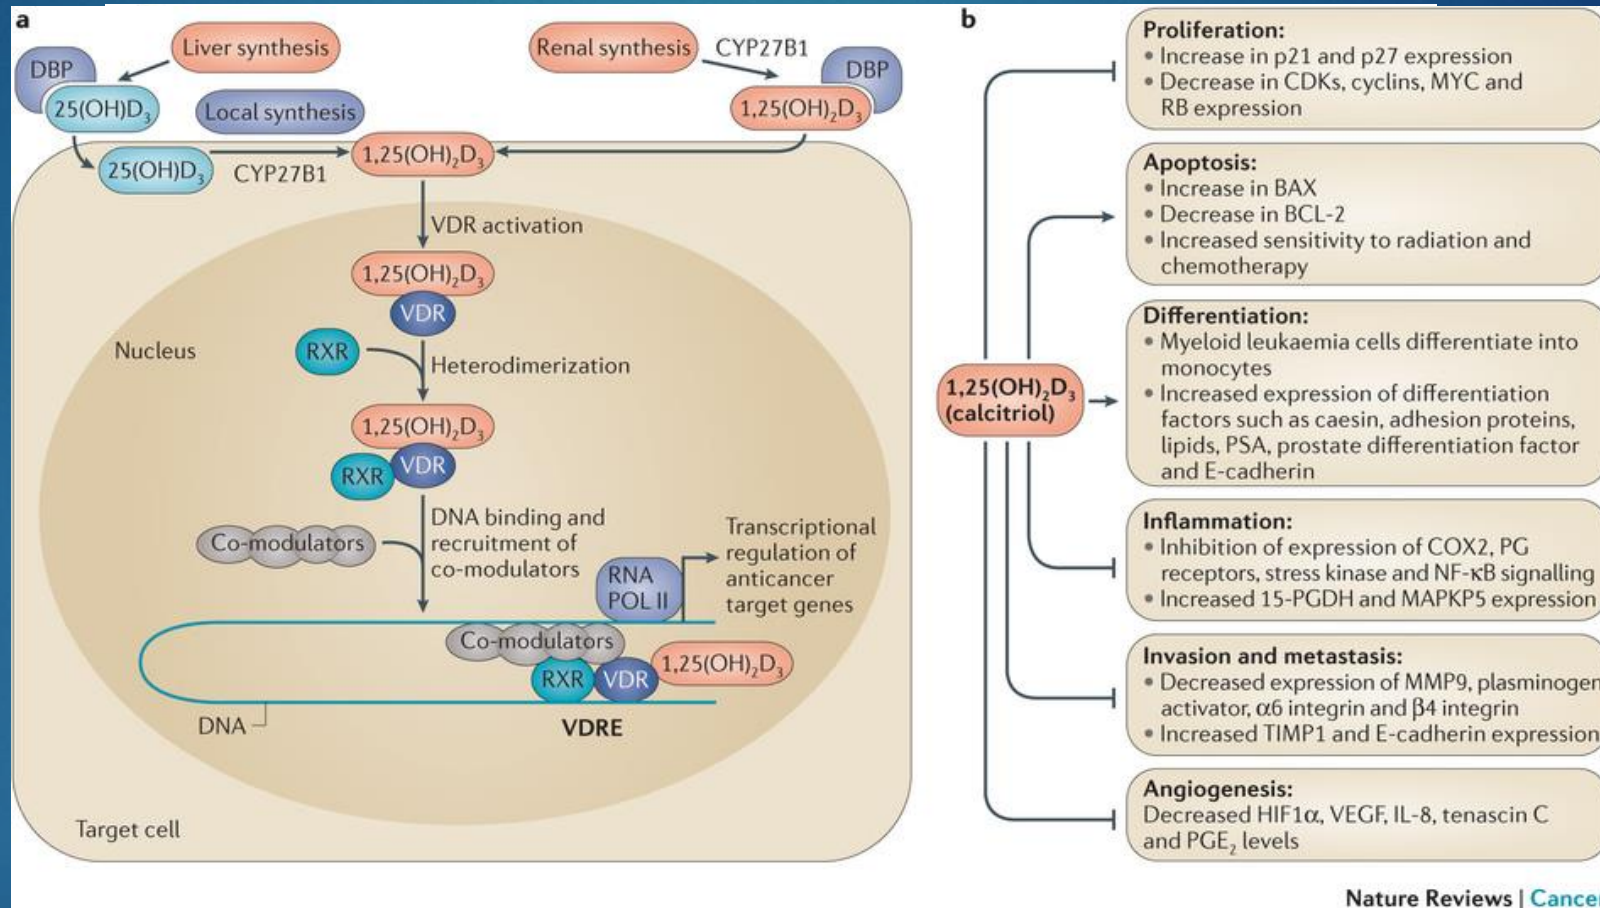 a
Liver synthesis
DBP
25(OH)D₃
Local synthesis
Renal synthesis
CYP27B1
DBP
1,25(OH)₂D₃
25(OH)D₃
CYP27B1
1,25(OH)₂D₃
VDR activation
1,25(OH)₂D₃
VDR
Nucleus
RXR
Heterodimerization
1,25(OH)₂D₃
RXR
VDR
Co-modulators
DNA binding and
recruitment of
co-modulators
RNA
POL II
Transcriptional
regulation of
anticancer
target genes
Co-modulators
RXR
VDR
1,25(OH)₂D₃
DNA
VDRE
Target cell
b
1,25(OH)₂D₃
(calcitriol)
Proliferation:
• Increase in p21 and p27 expression
• Decrease in CDKs, cyclins, MYC and
RB expression
Apoptosis:
• Increase in BAX
• Decrease in BCL-2
• Increased sensitivity to radiation and
chemotherapy
Differentiation:
• Myeloid leukaemia cells differentiate into
monocytes
• Increased expression of differentiation
factors such as caesin, adhesion proteins,
lipids, PSA, prostate differentiation factor
and E-cadherin
Inflammation:
• Inhibition of expression of COX2, PG
receptors, stress kinase and NF-κB signalling
• Increased 15-PGDH and MAPKP5 expression
Invasion and metastasis:
• Decreased expression of MMP9, plasminogen
activator, α6 integrin and β4 integrin
• Increased TIMP1 and E-cadherin expression
Angiogenesis:
Decreased HIF1α, VEGF, IL-8, tenascin C
and PGE₂ levels
Nature Reviews | Cancer